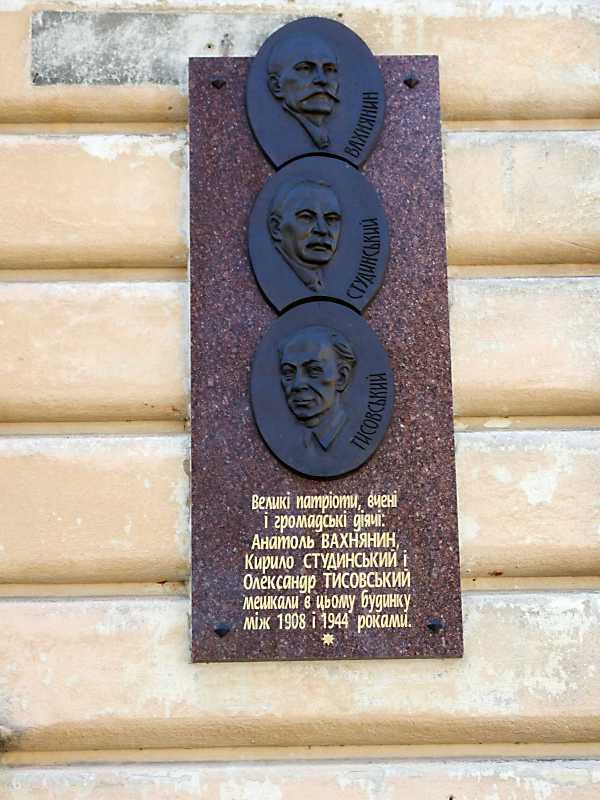 ВАХНЯНИН
СТУДИНСЬКИЙ
ТИСОВСЬКИЙ
Великі патріоти, вчені
і громадські діячі:
Анатоль ВАХНЯНИН,
Кирило СТУДИНСЬКИЙ і
Олександр ТИСОВСЬКИЙ
мешкали в цьому будинку
між 1908 і 1944 роками.